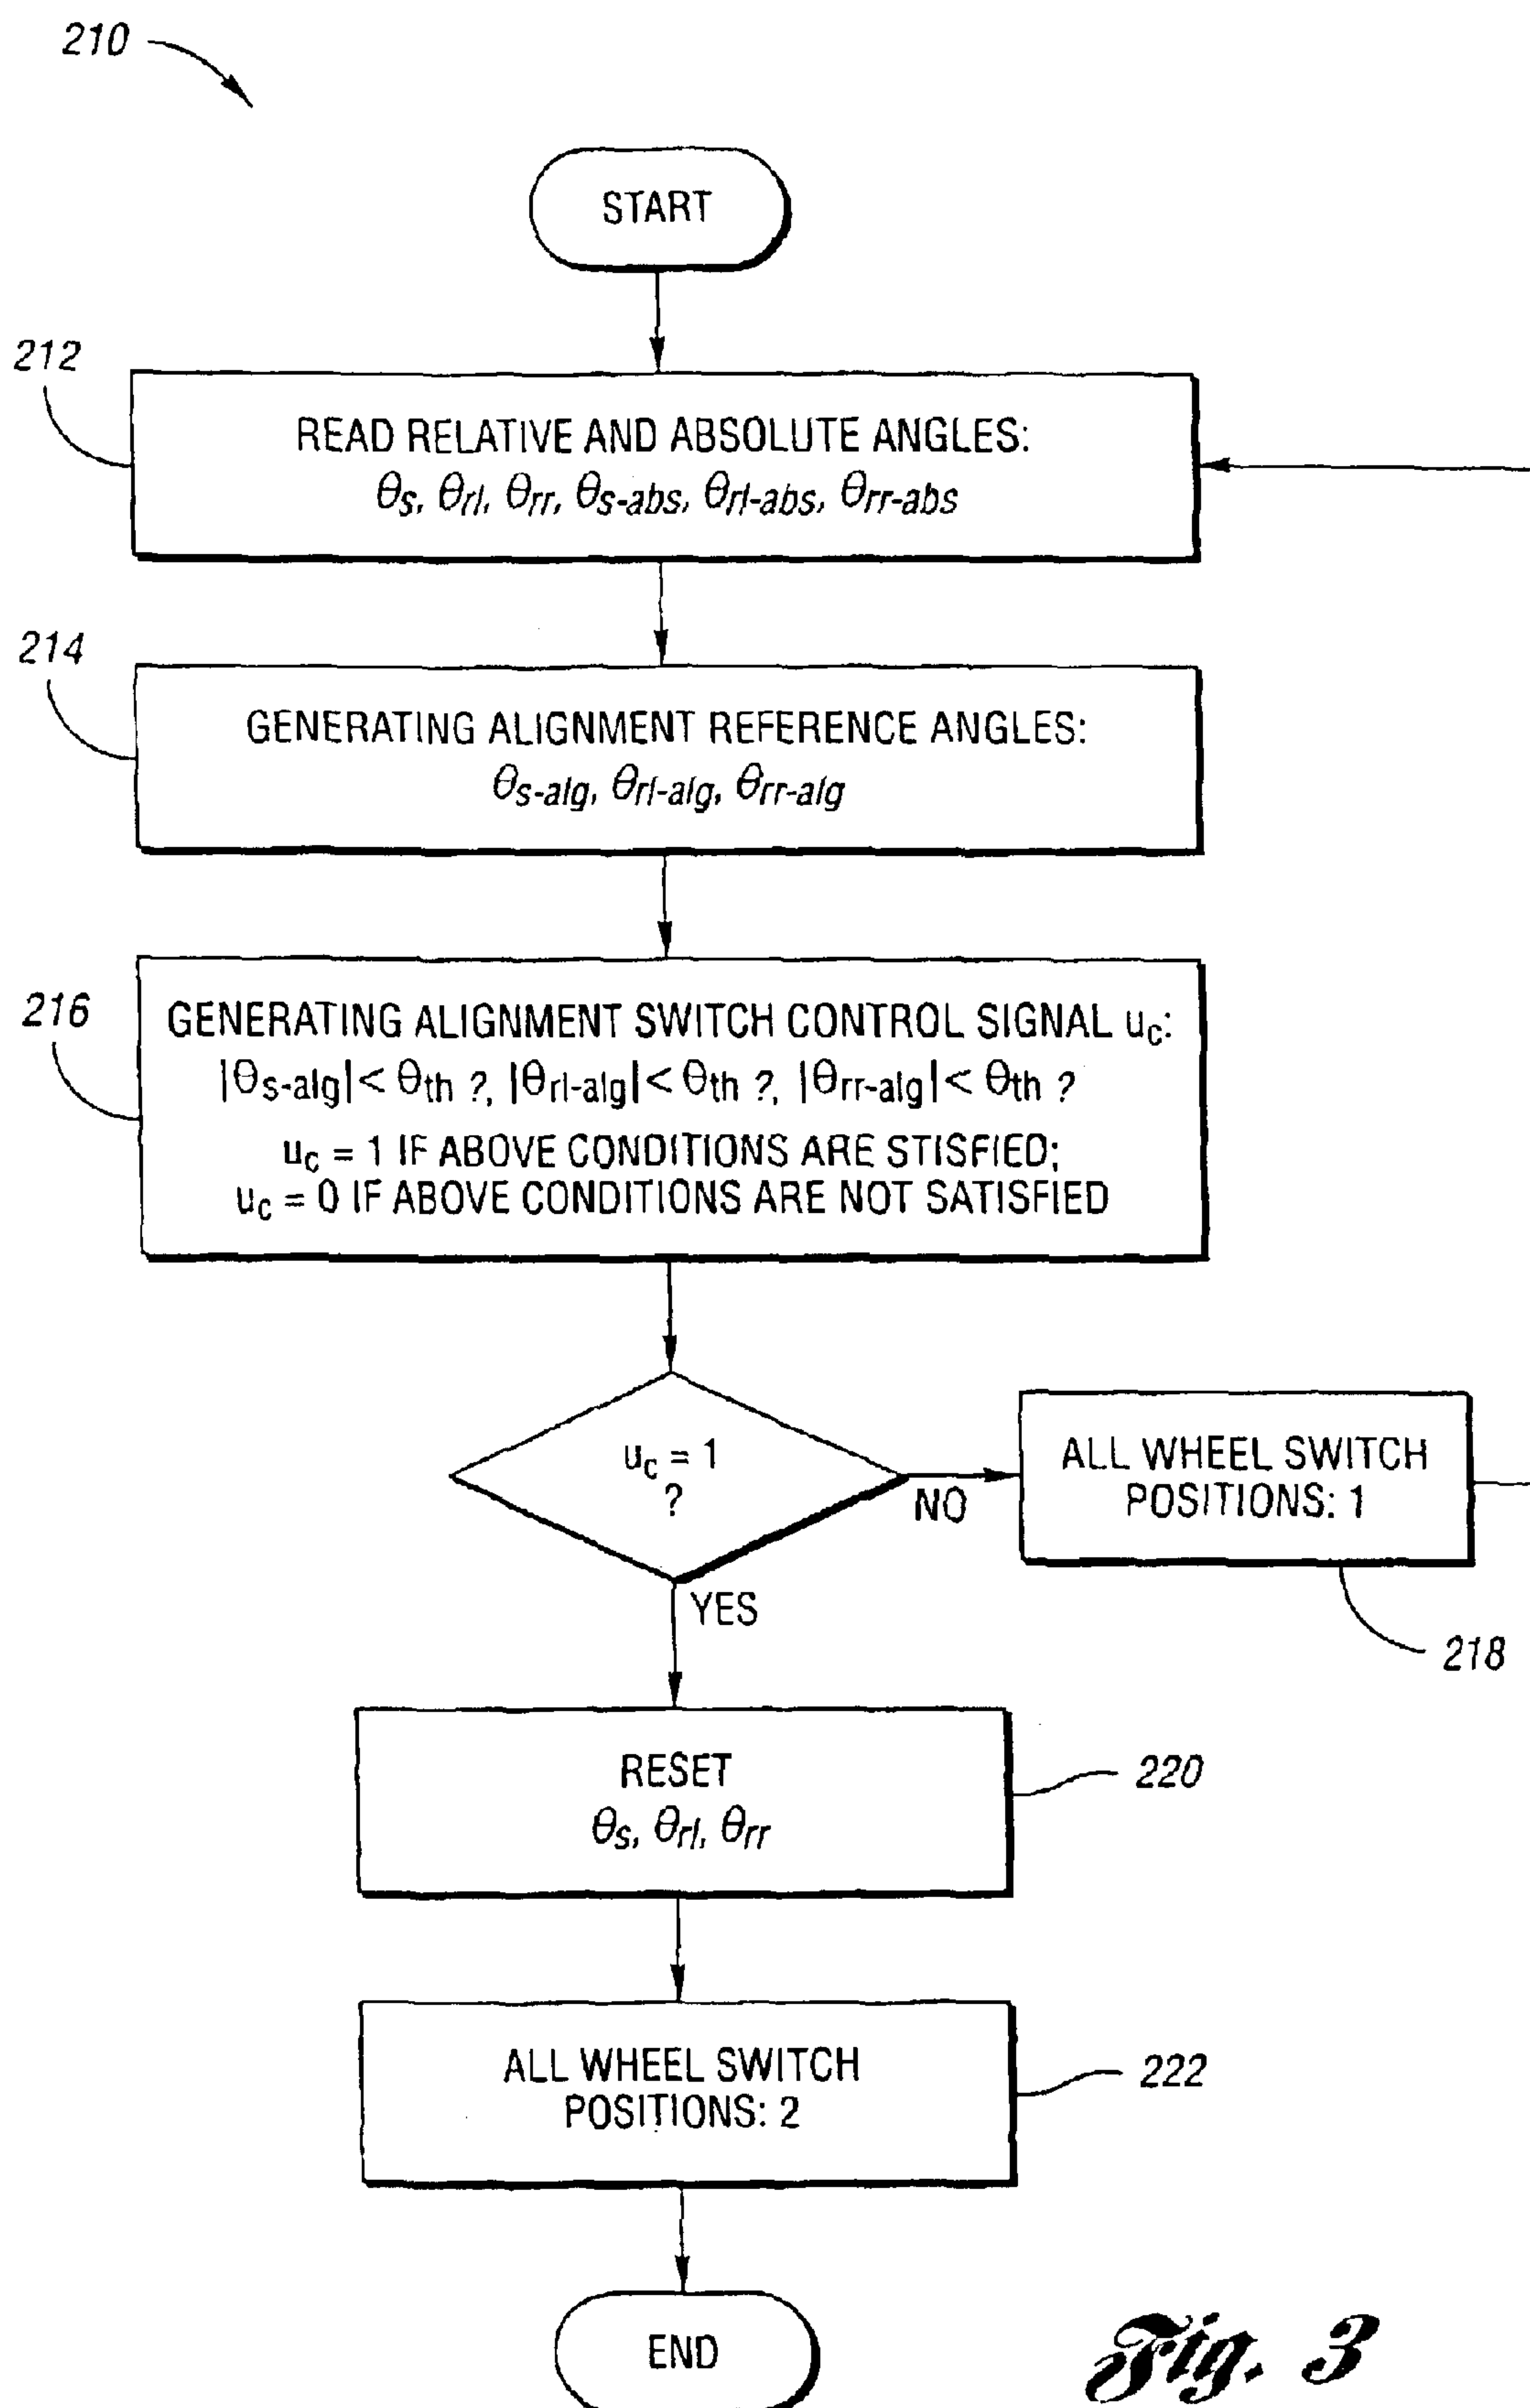 210
START
212
READ RELATIVE AND ABSOLUTE ANGLES:
θs, θrl, θrr, θs-abs, θrl-abs, θrr-abs
214
GENERATING ALIGNMENT REFERENCE ANGLES:
θs-alg, θrl-alg, θrr-alg
216
GENERATING ALIGNMENT SWITCH CONTROL SIGNAL uc:
|θs-alg| < θth ?, |θrl-alg| < θth ?, |θrr-alg| < θth ?
uc = 1 IF ABOVE CONDITIONS ARE STISFIED;
uc = 0 IF ABOVE CONDITIONS ARE NOT SATISFIED
uc = 1
?
NO
ALL WHEEL SWITCH
POSITIONS: 1
218
YES
RESET
θs, θrl, θrr
220
ALL WHEEL SWITCH
POSITIONS: 2
222
END
Fig. 3